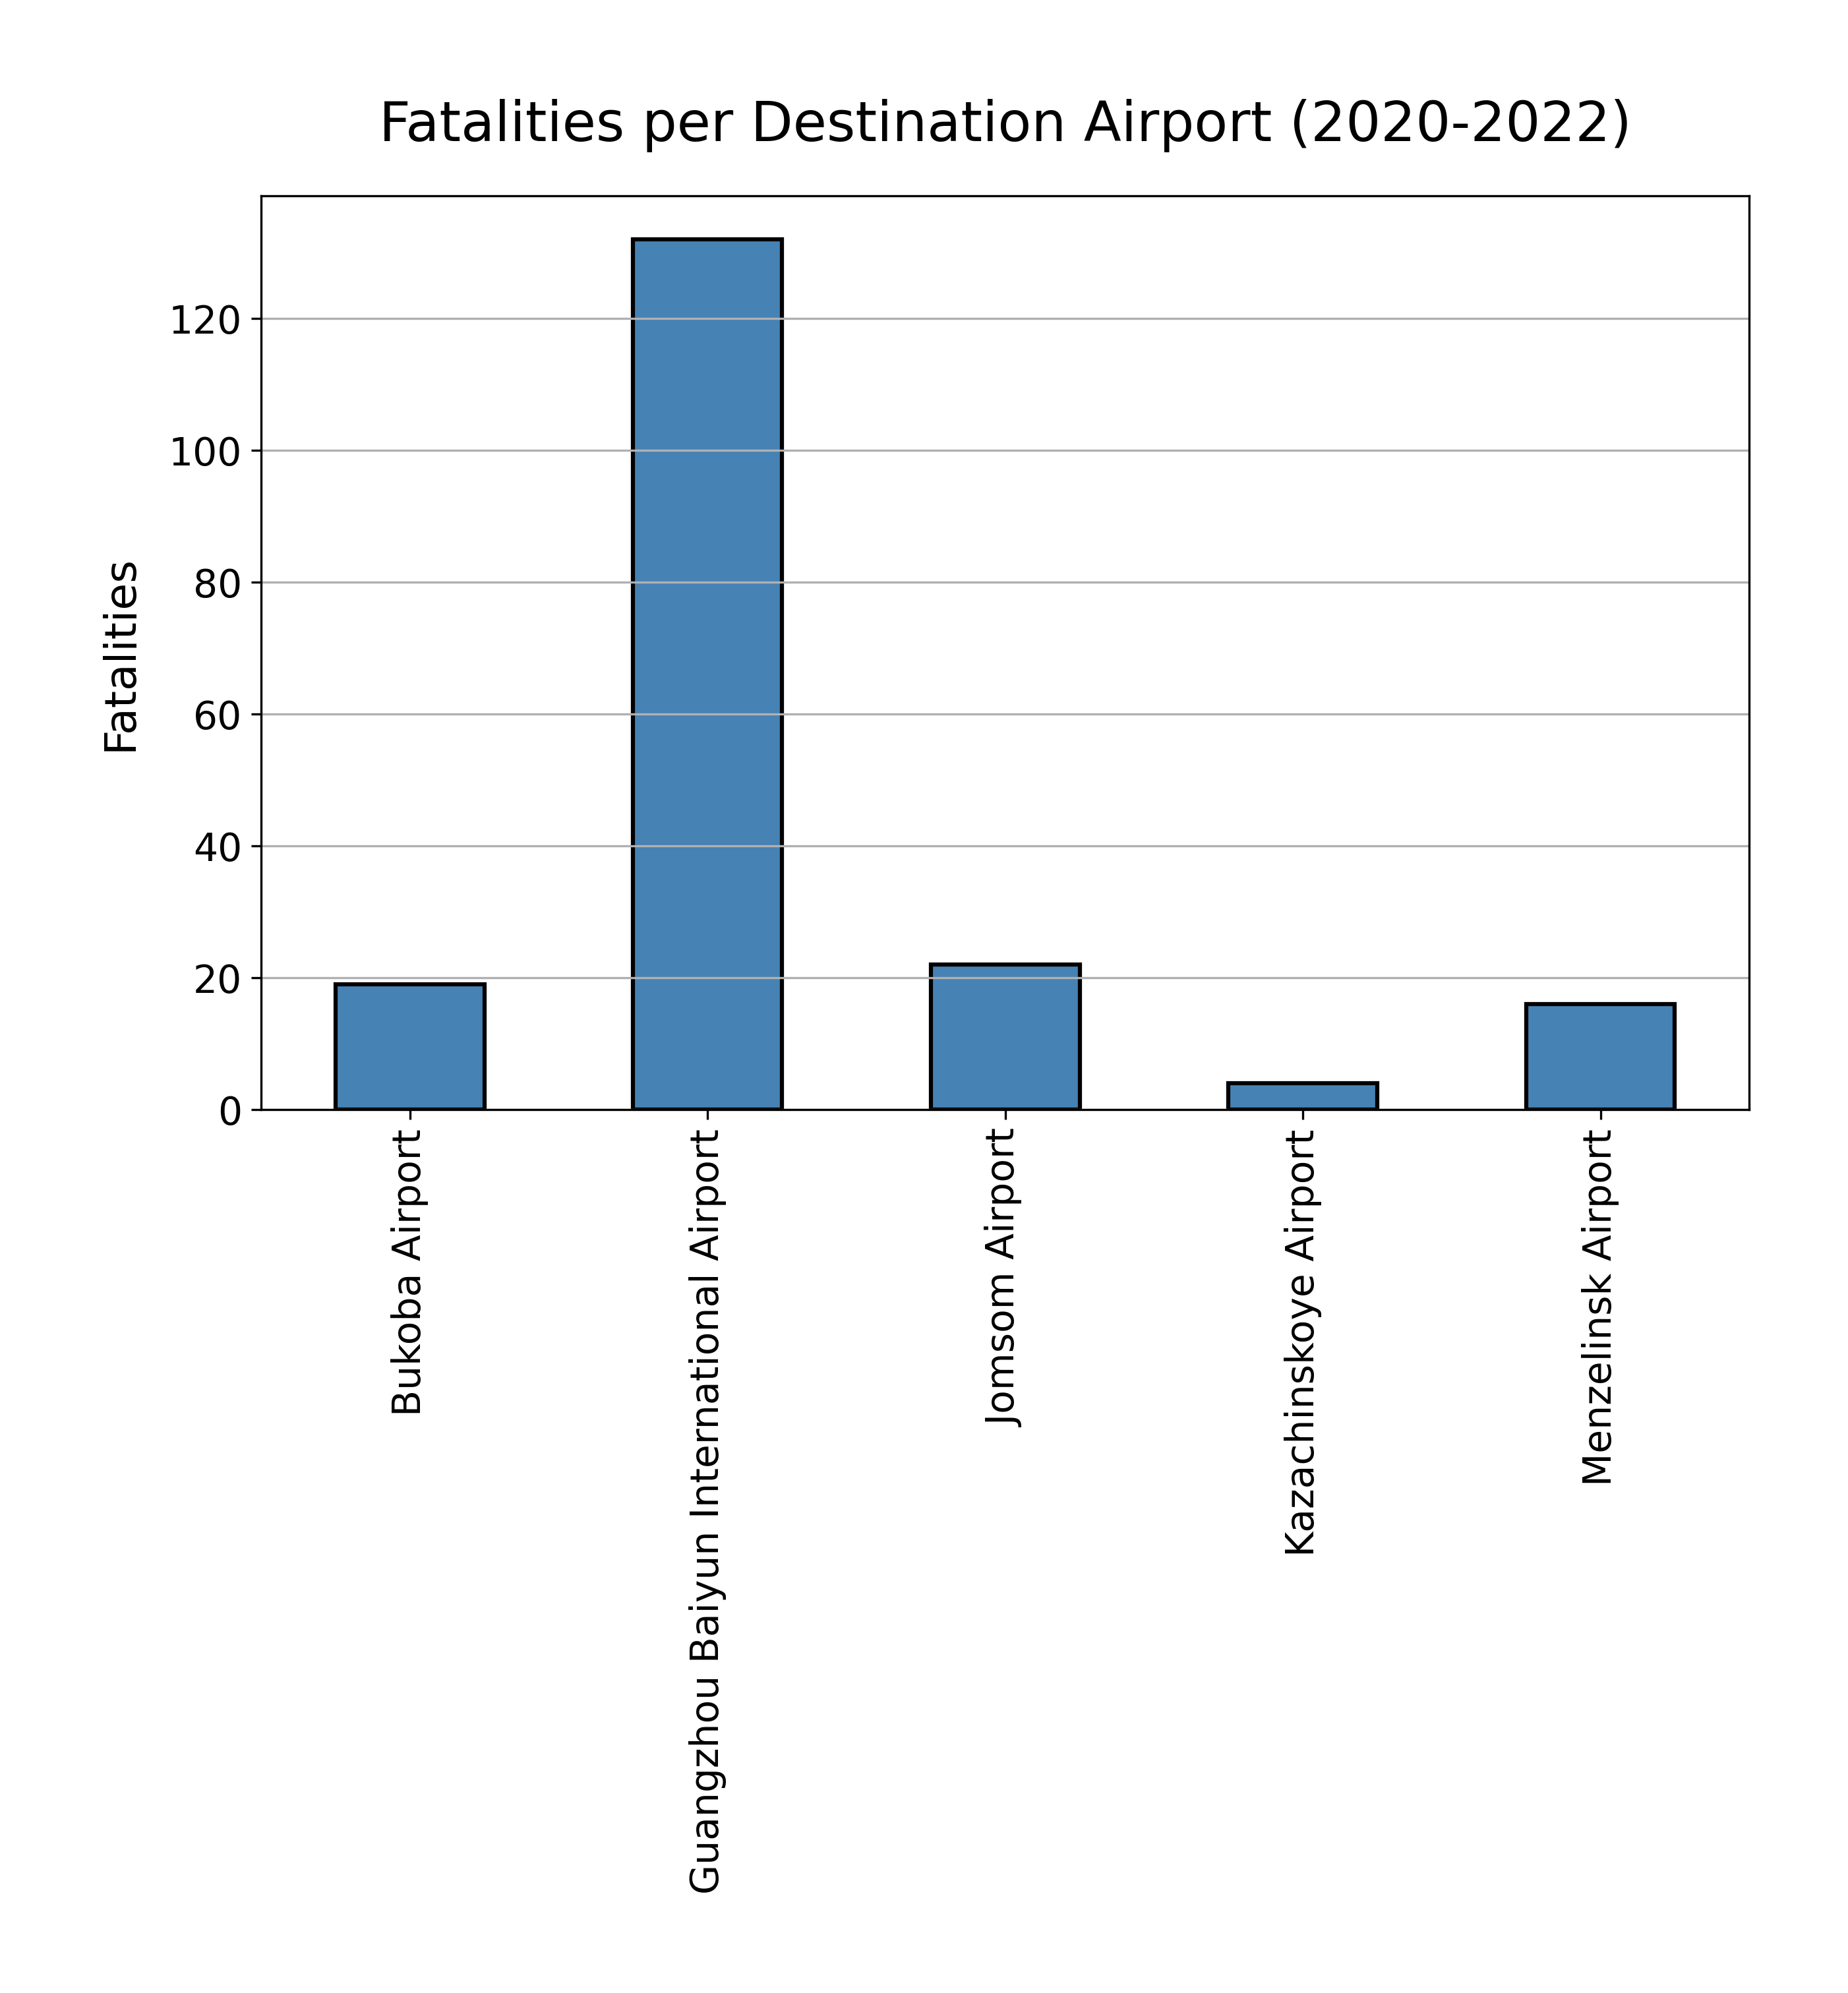 Fatalities per Destination Airport (2020-2022)
Fatalities
120
100
80
60
40
20
0
Bukoba Airport
Guangzhou Baiyun International Airport
Jomsom Airport
Kazachinskoye Airport
Menzelinsk Airport